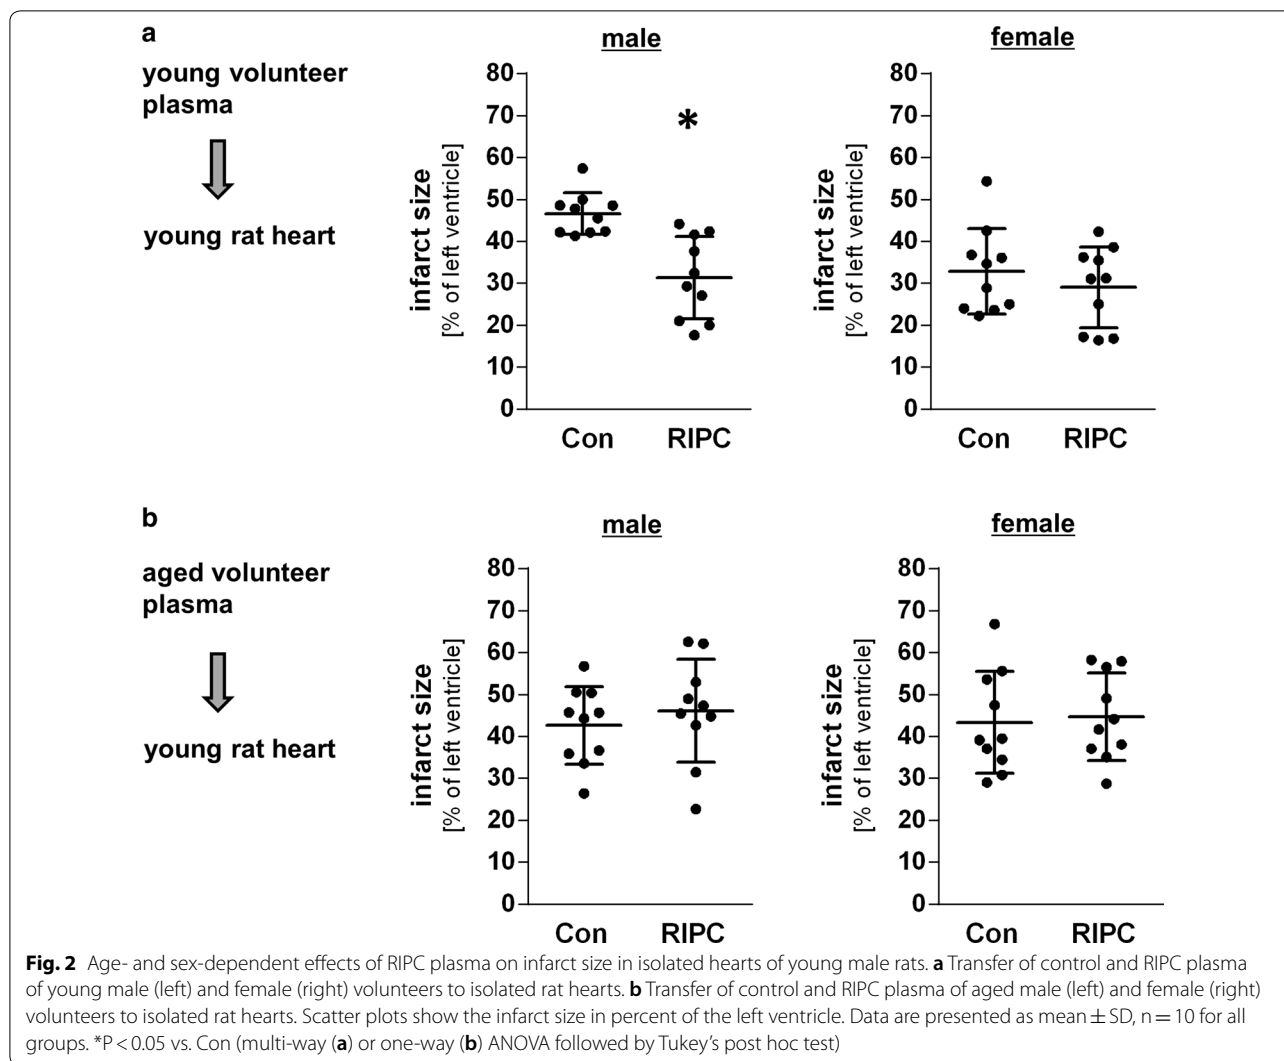 a
young volunteer
plasma
young rat heart
male
80
70
60
50
40
30
20
10
0
infarct size
[% of left ventricle]
*
Con
RIPC
female
80
70
60
50
40
30
20
10
0
infarct size
[% of left ventricle]
Con
RIPC
b
aged volunteer
plasma
young rat heart
male
80
70
60
50
40
30
20
10
0
infarct size
[% of left ventricle]
Con
RIPC
female
80
70
60
50
40
30
20
10
0
infarct size
[% of left ventricle]
Con
RIPC
Fig. 2 Age- and sex-dependent effects of RIPC plasma on infarct size in isolated hearts of young male rats. a Transfer of control and RIPC plasma
of young male (left) and female (right) volunteers to isolated rat hearts. b Transfer of control and RIPC plasma of aged male (left) and female (right)
volunteers to isolated rat hearts. Scatter plots show the infarct size in percent of the left ventricle. Data are presented as mean ± SD, n = 10 for all
groups. *P < 0.05 vs. Con (multi-way (a) or one-way (b) ANOVA followed by Tukey's post hoc test)